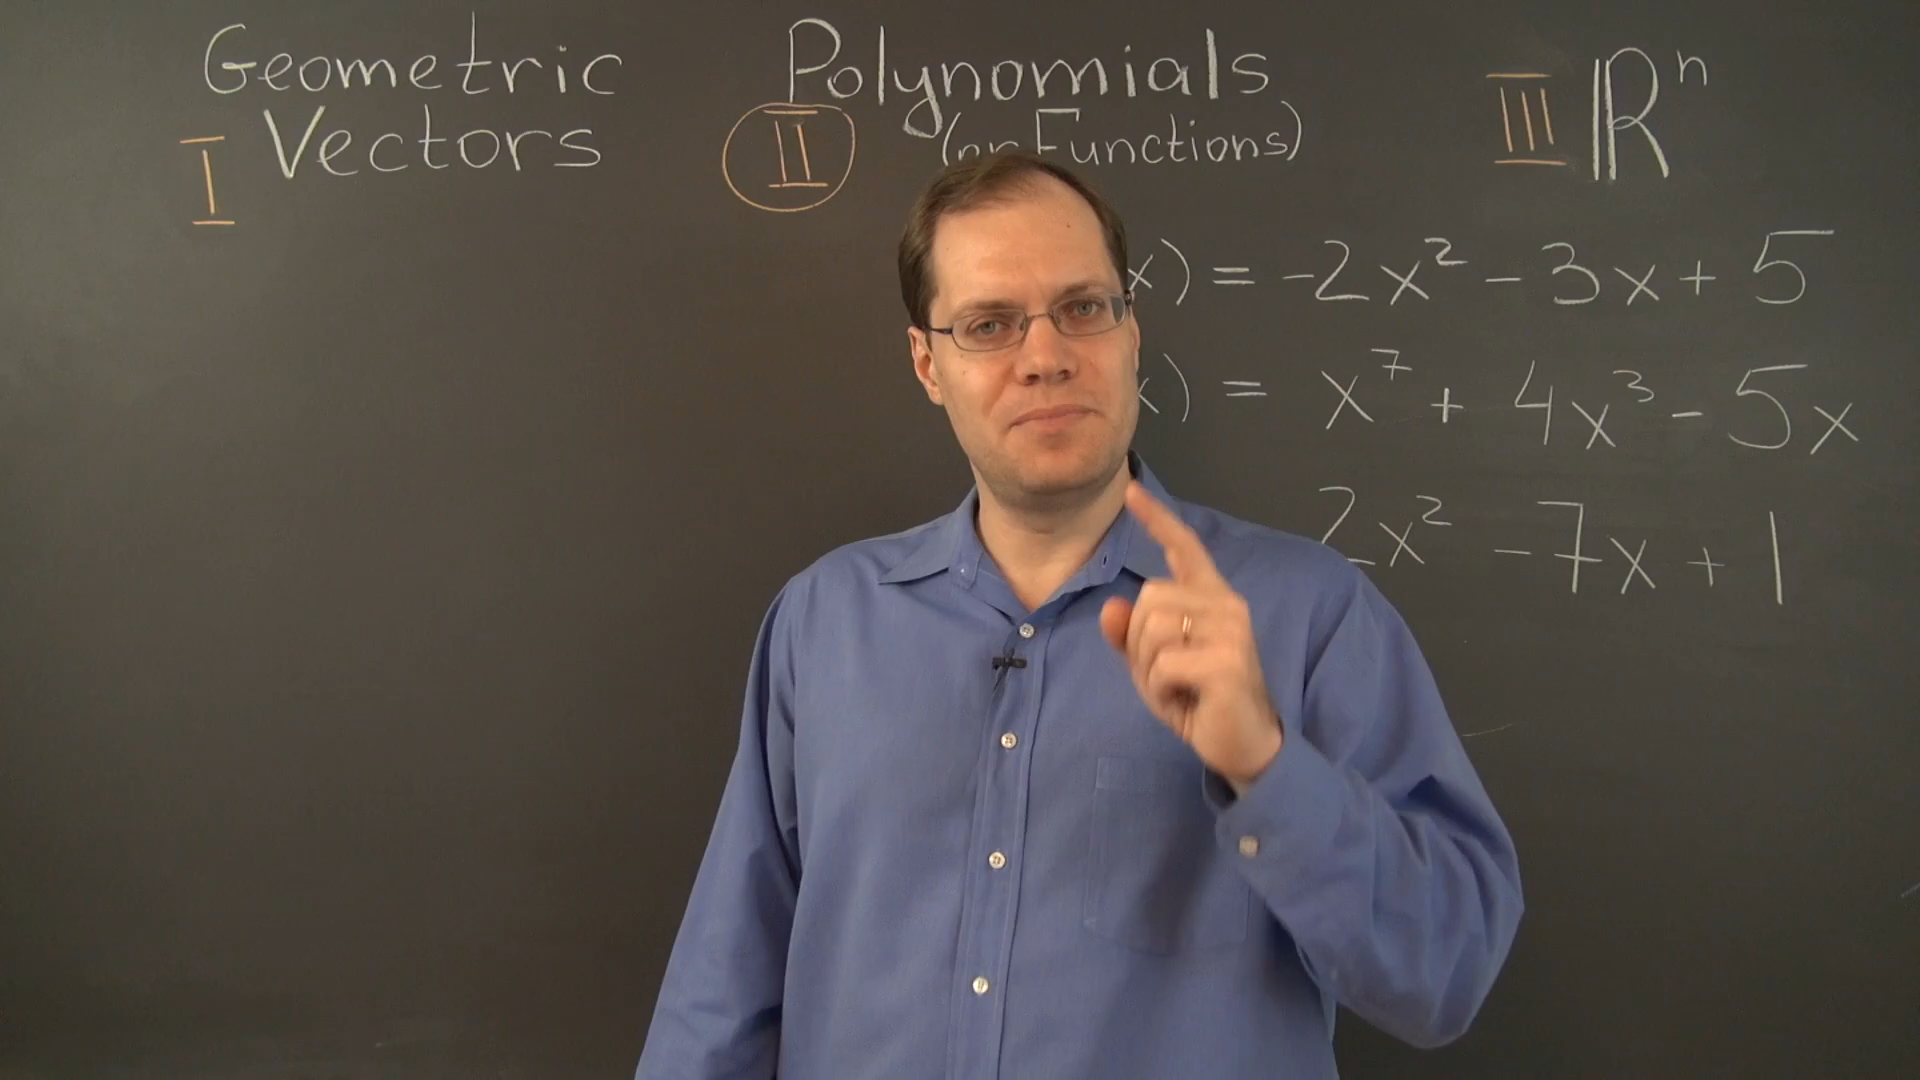 Geometric
Vectors
I
Polynomials
(or Functions)
II
III ℝⁿ
x) = -2x² - 3x + 5
x) = x⁷ + 4x³ - 5x
2x² - 7x + 1